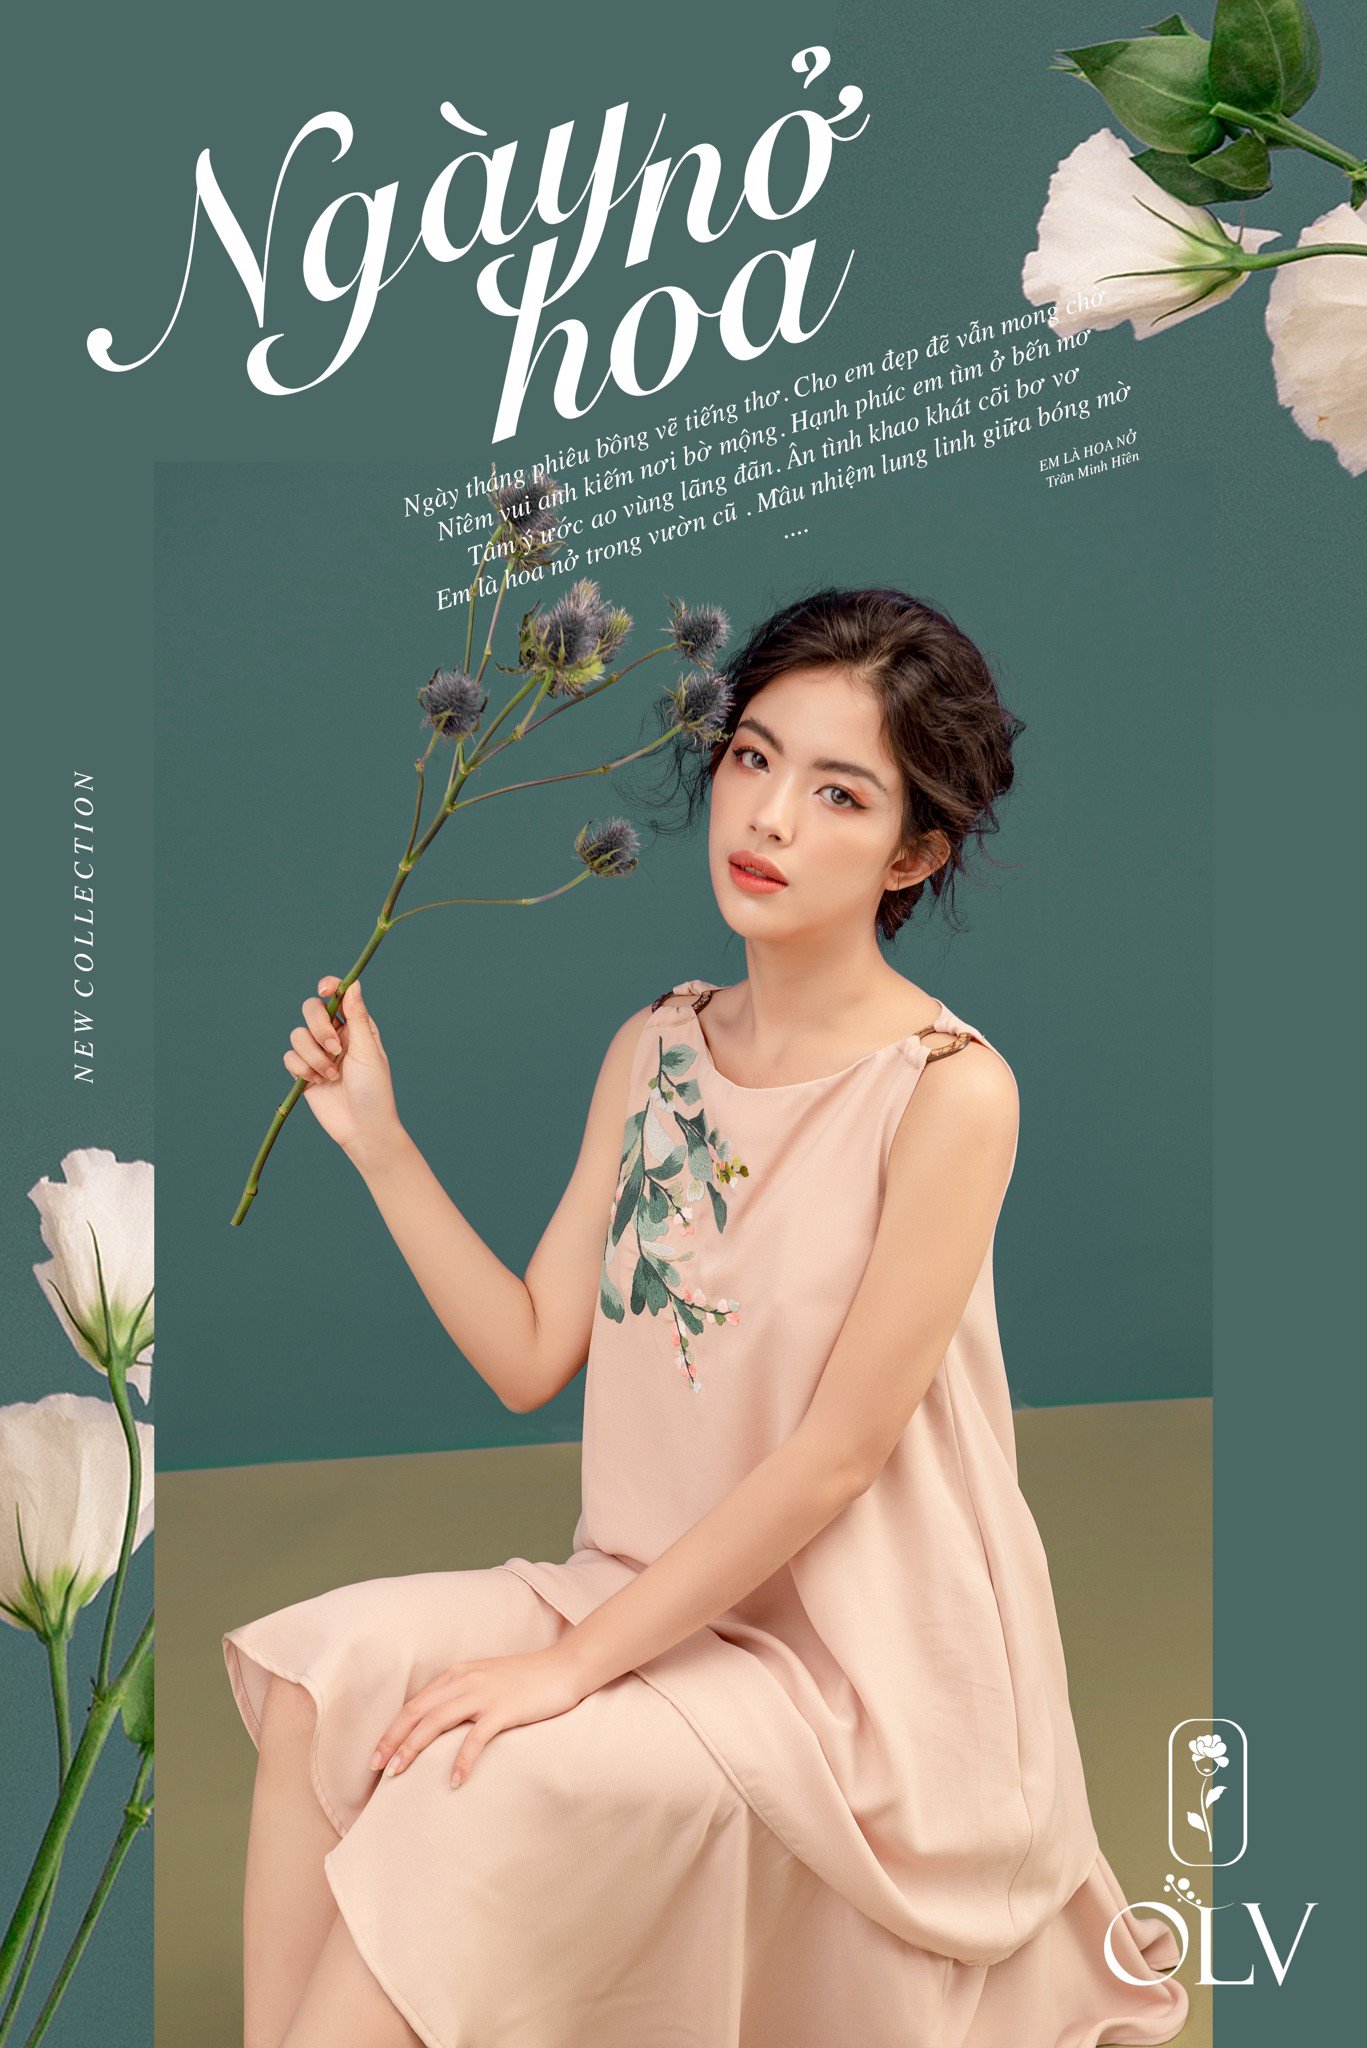 Ngày nở
hoa
Ngày tháng phiêu bồng vẽ tiếng thơ. Cho em đẹp đẽ vẫn mong chờ
Niềm vui anh kiếm nơi bờ mộng. Hạnh phúc em tìm ở bến mơ
Tâm ý ước ao vùng lãng đãn. Ân tình khao khát cõi bơ vơ
Em là hoa nở trong vườn cũ . Mầu nhiệm lung linh giữa bóng mờ
....
EM LÀ HOA NỞ
Trần Minh Hiền
NEW COLLECTION
OLV